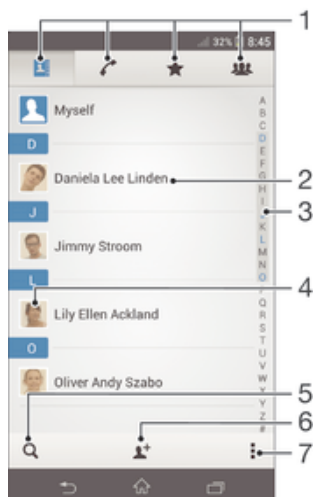 1
32% 8:45
Myself
D
Daniela Lee Linden
2
J
3
Jimmy Stroom
L
4
Lily Ellen Ackland
O
Oliver Andy Szabo
5
6
7
A
B
C
D
E
F
G
H
I
K
L
M
N
O
Q
R
S
T
U
V
W
X
Y
Z
#